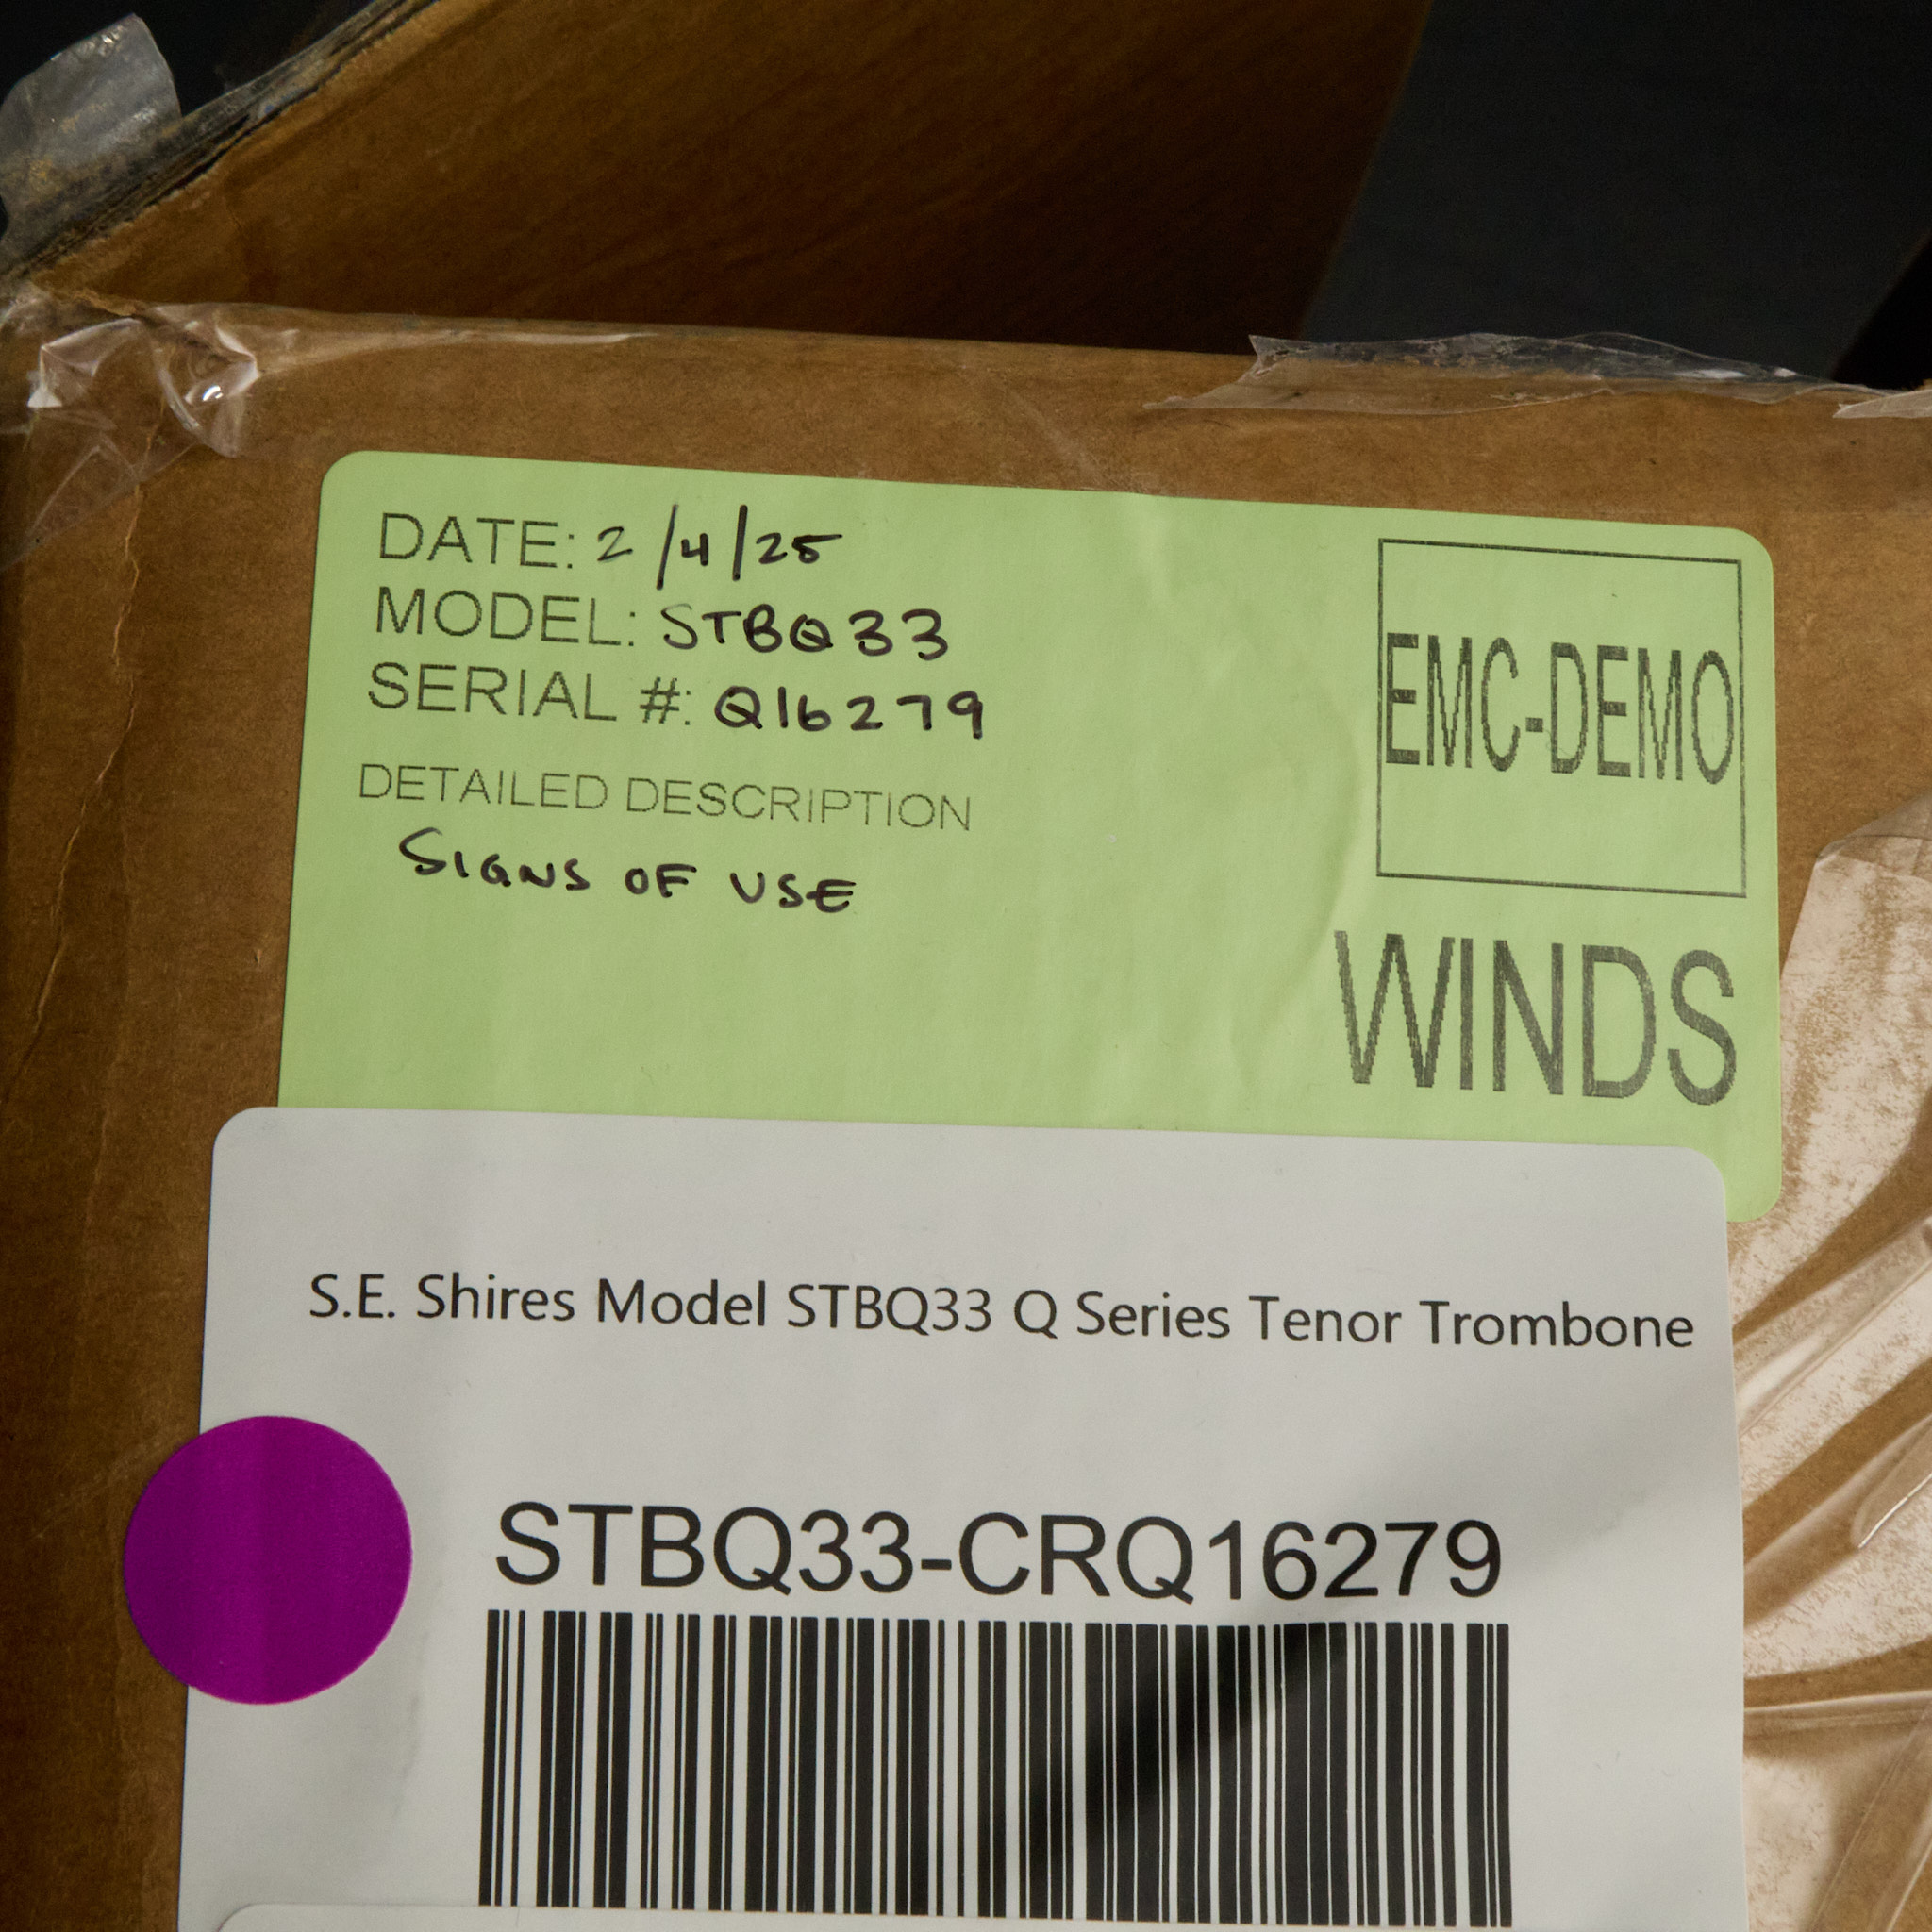 DATE: 2/4/25
MODEL: STBQ33
SERIAL #: Q16279
DETAILED DESCRIPTION
SIGNS OF USE
EMC-DEMO
WINDS
S.E. Shires Model STBQ33 Q Series Tenor Trombone
STBQ33-CRQ16279